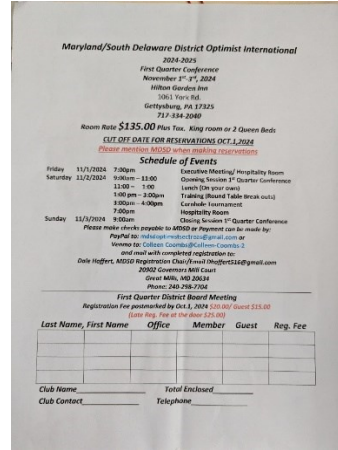 Maryland/South Delaware District Optimist International
2024-2025
First Quarter Conference
November 1st-3rd, 2024
Hilton Garden Inn
1061 York Rd.
Gettysburg, PA 17325
717-334-2040
Room Rate $135.00 Plus Tax. King room or 2 Queen Beds
CUT OFF DATE FOR RESERVATIONS OCT.1,2024
Please mention MDSD when making reservations
Schedule of Events
Friday 11/1/2024 7:00pm Executive Meeting/ Hospitality Room
Saturday 11/2/2024 9:00am – 11:00 Opening Session 1st Quarter Conference
11:00 – 1:00 Lunch (On your own)
1:00 pm – 3:00pm Training (Round Table Break outs)
3:00pm – 4:00pm Cornhole Tournament
7:00pm Hospitality Room
Sunday 11/3/2024 9:00am Closing Session 1st Quarter Conference
Please make checks payable to MDSD or Payment can be made by:
PayPal to: or
Venmo to: Colleen Coombs@Colleen-Coombs-2
and mail with completed registration to:
Dale Hoffert, MDSD Registration Chair/Email Dhoffert516@gmail.com
20902 Governors Mill Court
Great Mills, MD 20634
Phone: 240-298-7704
First Quarter District Board Meeting
Registration Fee postmarked by Oct.1, 2024 $20.00/ Guest $15.00
(Late Reg. Fee at the door $25.00)
Last Name, First Name Office Member Guest Reg. Fee
Club Name Total Enclosed
Club Contact Telephone